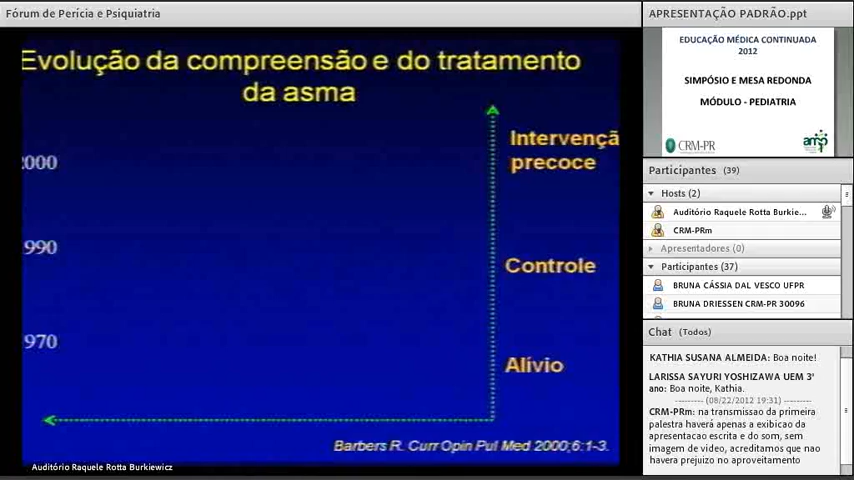 Fórum de Perícia e Psiquiatria
Evolução da compreensão e do tratamento
da asma
Intervençã
precoce
2000
990
Controle
970
Alívio
Barbers R. Curr Opin Pul Med 2000;6:1-3.
Auditório Raquele Rotta Burkiewicz
APRESENTAÇÃO PADRÃO.ppt
EDUCAÇÃO MÉDICA CONTINUADA
2012
SIMPÓSIO E MESA REDONDA
MÓDULO - PEDIATRIA
CRM-PR
amp
Participantes (39)
Hosts (2)
Auditório Raquele Rotta Burkie...
CRM-PRm
Apresentadores (0)
Participantes (37)
BRUNA CÁSSIA DAL VESCO UFPR
BRUNA DRIESSEN CRM-PR 30096
Chat (Todos)
KATHIA SUSANA ALMEIDA: Boa noite!
LARISSA SAYURI YOSHIZAWA UEM 3º
ano: Boa noite, Kathia.
---------- (08/22/2012 19:31) ----------
CRM-PRm: na transmissao da primeira
palestra haverá apenas a exibicao da
apresentacao escrita e do som, sem
imagem de video, acreditamos que nao
havera prejuizo no aproveitamento